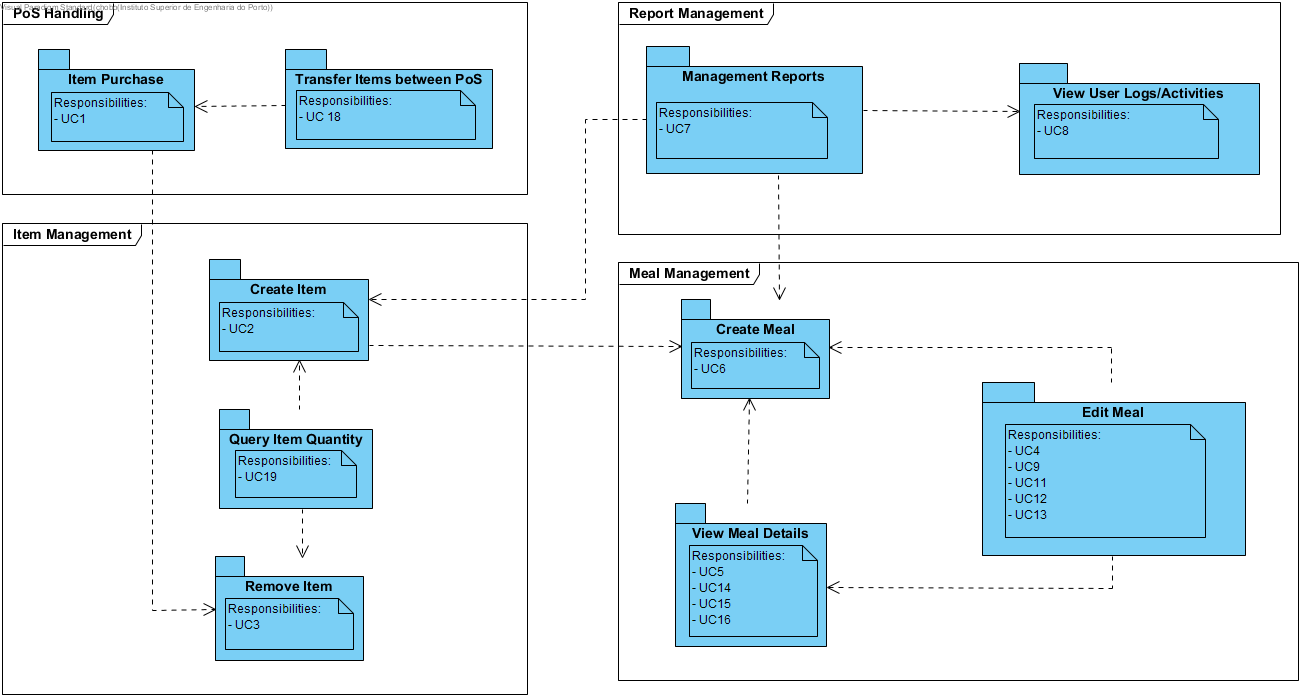 Visual Paradigm Standard(chobo(Instituto Superior de Engenharia do Porto))
PoS Handling
Item Purchase
Responsibilities:
- UC1
Transfer Items between PoS
Responsibilities:
- UC 18
Report Management
Management Reports
Responsibilities:
- UC7
View User Logs/Activities
Responsibilities:
- UC8
Item Management
Create Item
Responsibilities:
- UC2
Query Item Quantity
Responsibilities:
- UC19
Remove Item
Responsibilities:
- UC3
Meal Management
Create Meal
Responsibilities:
- UC6
Edit Meal
Responsibilities:
- UC4
- UC9
- UC11
- UC12
- UC13
View Meal Details
Responsibilities:
- UC5
- UC14
- UC15
- UC16